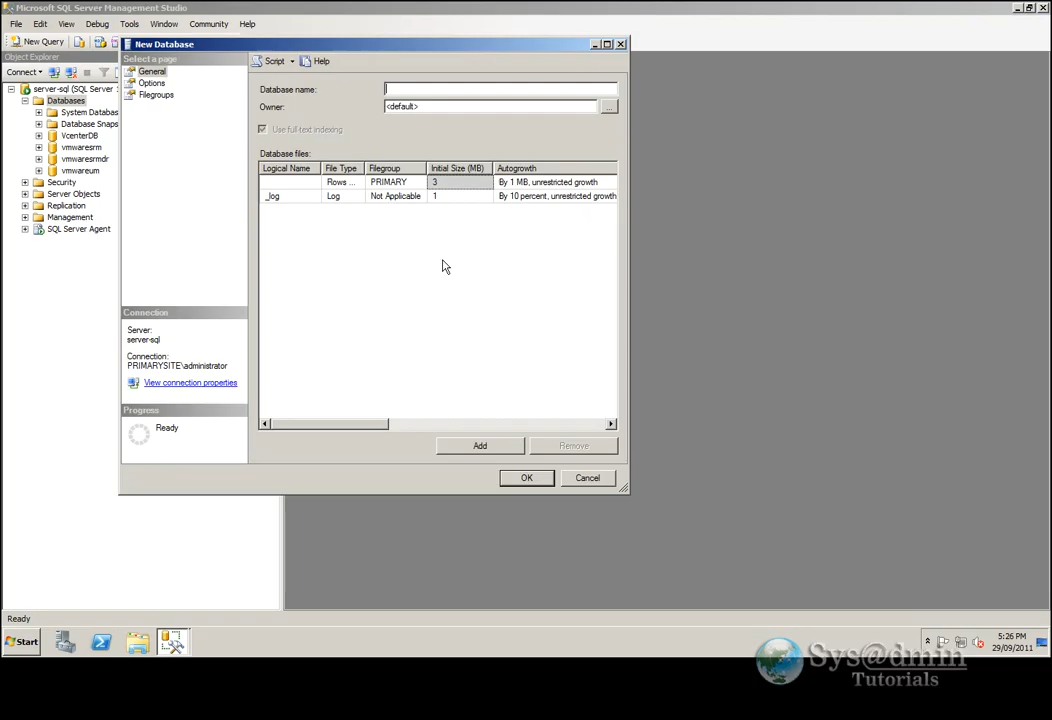 Microsoft SQL Server Management Studio
File Edit View Debug Tools Window Community Help
New Query
Object Explorer
Connect
server-sql (SQL Server
Databases
System Databas
Database Snaps
VcenterDB
vmwaresrm
vmwaresrmdr
vmwareum
Security
Server Objects
Replication
Management
SQL Server Agent
New Database
Select a page
General
Options
Filegroups
Script Help
Database name:
Owner: <default> ...
Use full-text indexing
Database files:
Logical Name File Type Filegroup Initial Size (MB) Autogrowth
Rows ... PRIMARY 3 By 1 MB, unrestricted growth
_log Log Not Applicable 1 By 10 percent, unrestricted growth
Connection
Server:
server-sql
Connection:
PRIMARYSITE\administrator
View connection properties
Progress
Ready
Add Remove
OK Cancel
Ready
Start
5:26 PM
29/09/2011
Sys@dmin
Tutorials